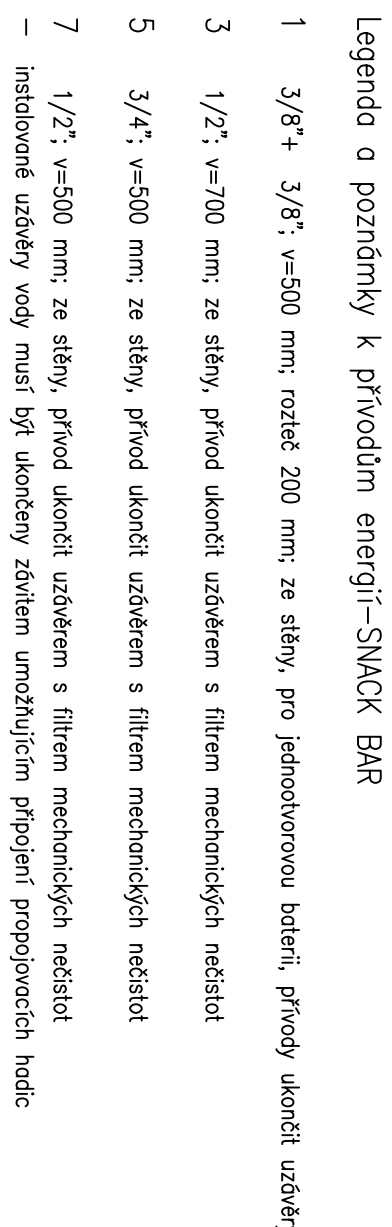 Legenda a poznámky k přívodům energií–SNACK BAR
1 3/8"+ 3/8"; v=500 mm; rozteč 200 mm; ze stěny, pro jednootvorovou baterii, přívody ukončit uzávěr
3 1/2"; v=700 mm; ze stěny, přívod ukončit uzávěrem s filtrem mechanických nečistot
5 3/4"; v=500 mm; ze stěny, přívod ukončit uzávěrem s filtrem mechanických nečistot
7 1/2"; v=500 mm; ze stěny, přívod ukončit uzávěrem s filtrem mechanických nečistot
– instalované uzávěry vody musí být ukončeny závitem umožňujícím připojení propojovacích hadic